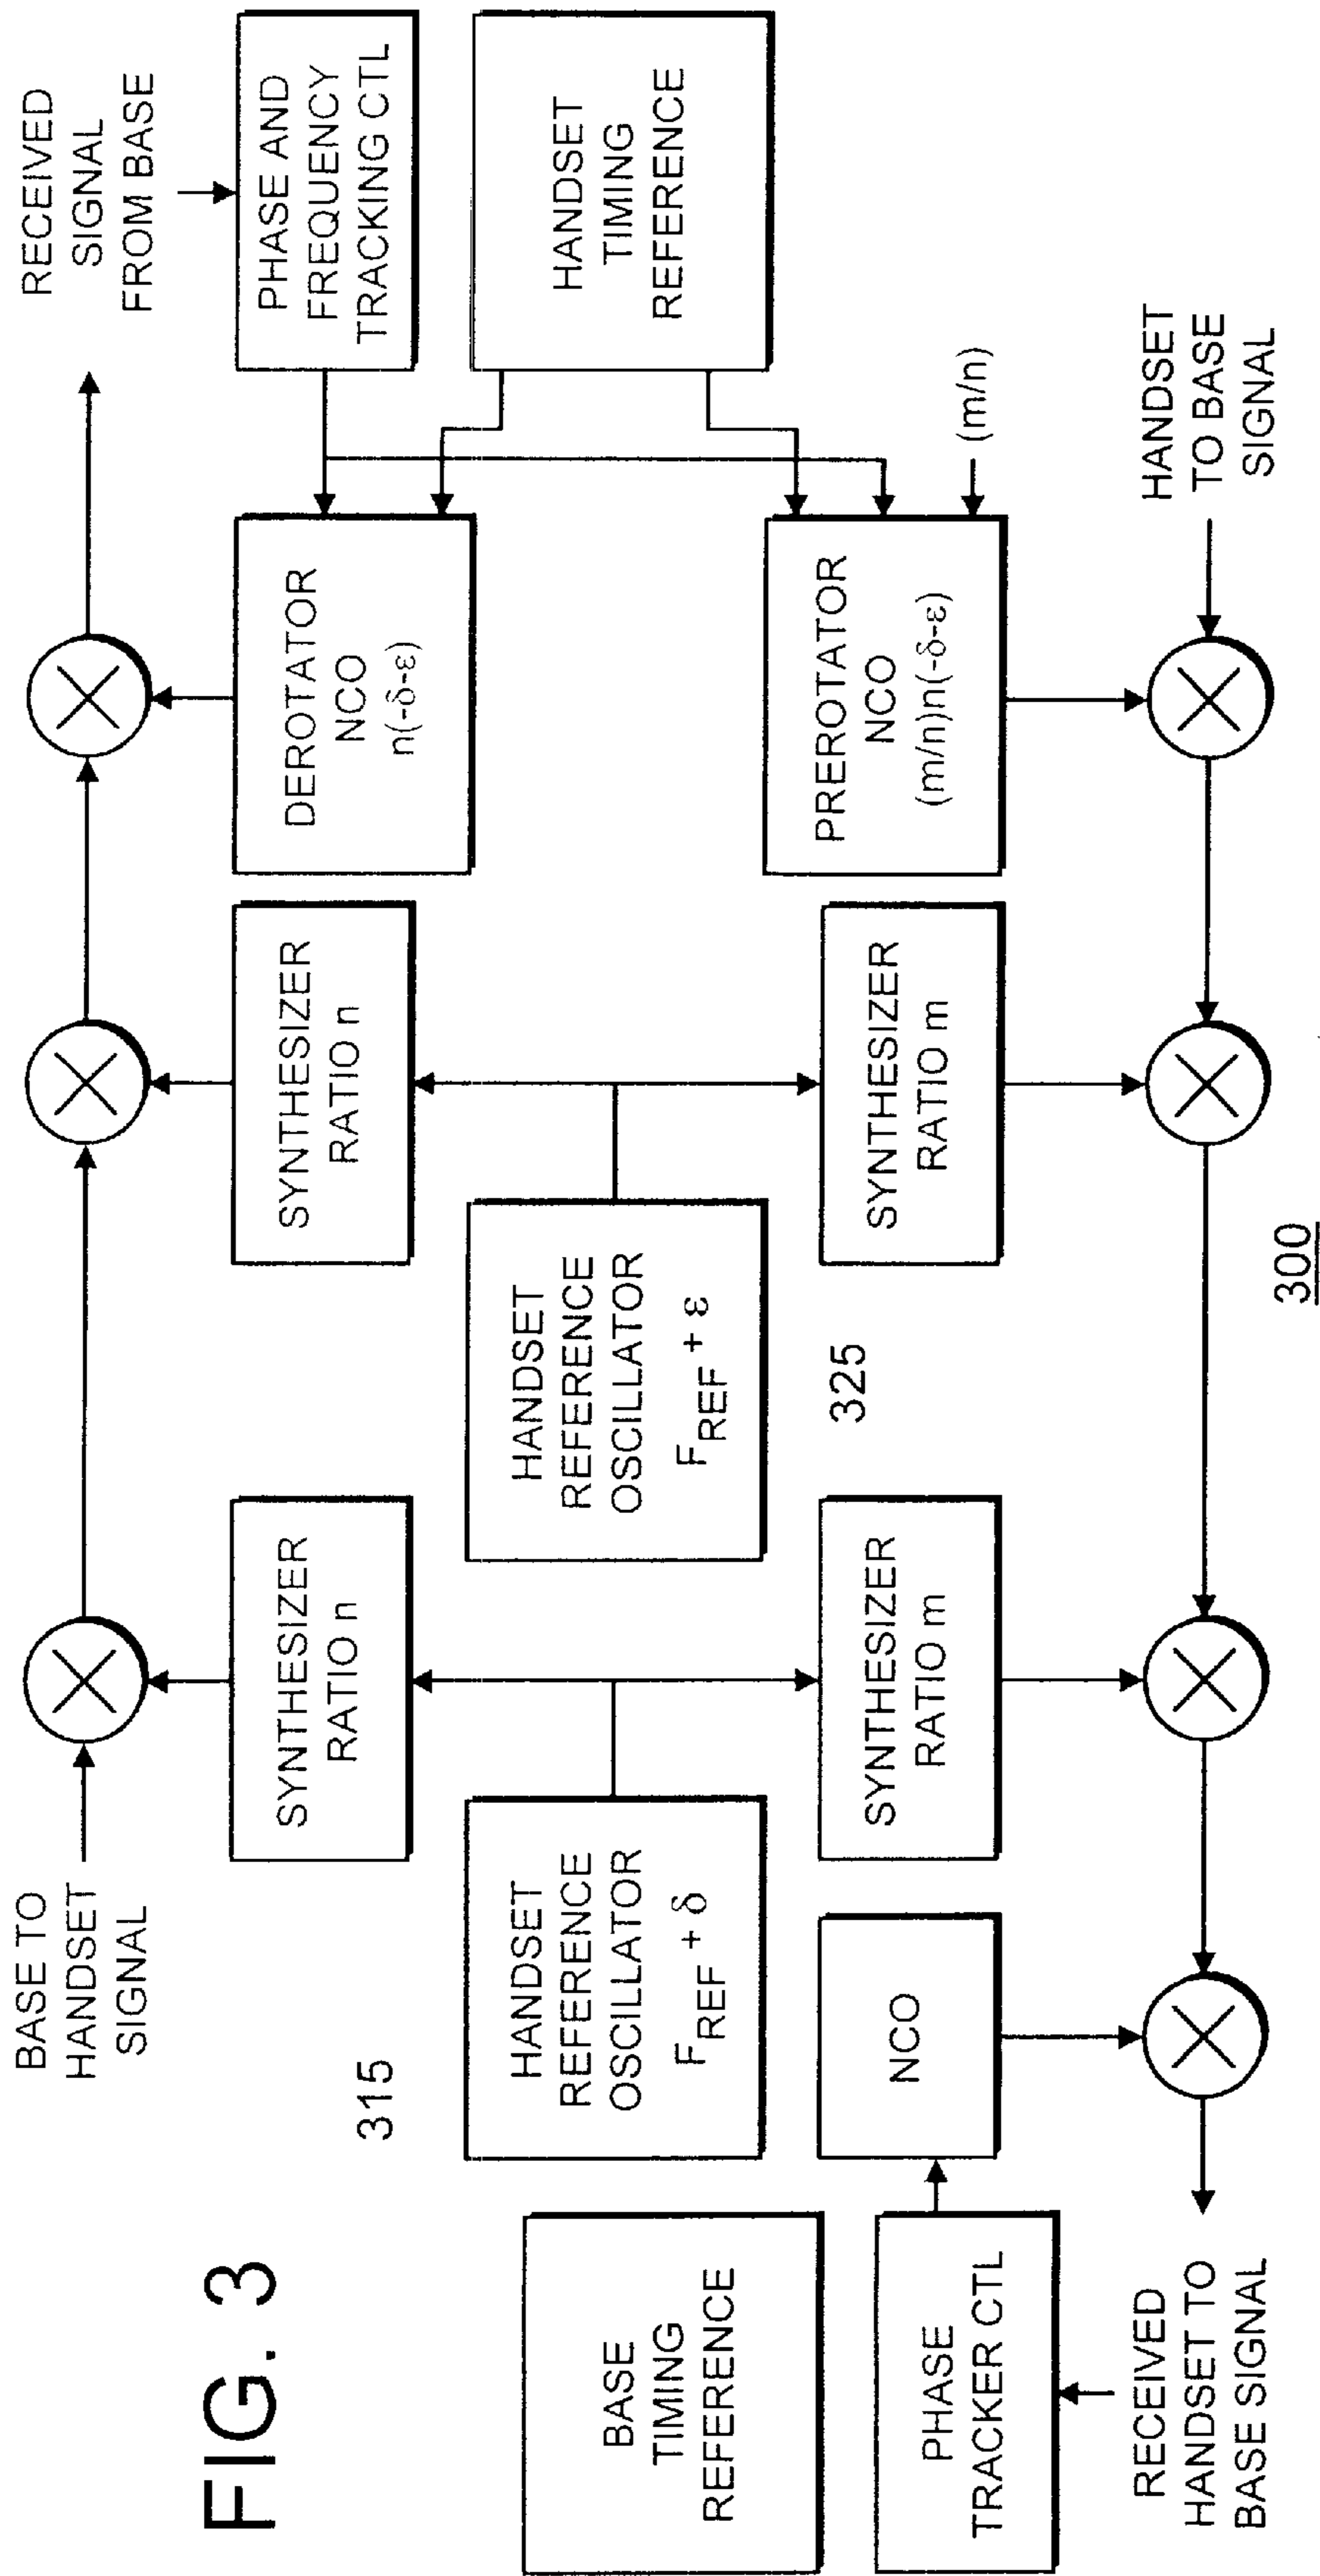 FIG. 3
BASE TO
HANDSET
SIGNAL
RECEIVED
SIGNAL
FROM BASE
315
SYNTHESIZER
RATIO n
SYNTHESIZER
RATIO n
DEROTATOR
NCO
n(-δ-ε)
PHASE AND
FREQUENCY
TRACKING CTL
BASE
TIMING
REFERENCE
HANDSET
REFERENCE
OSCILLATOR
F_REF + δ
HANDSET
REFERENCE
OSCILLATOR
F_REF + ε
HANDSET
TIMING
REFERENCE
325
PHASE
TRACKER CTL
NCO
SYNTHESIZER
RATIO m
SYNTHESIZER
RATIO m
PREROTATOR
NCO
(m/n)n(-δ-ε)
(m/n)
RECEIVED
HANDSET TO
BASE SIGNAL
HANDSET
TO BASE
SIGNAL
300